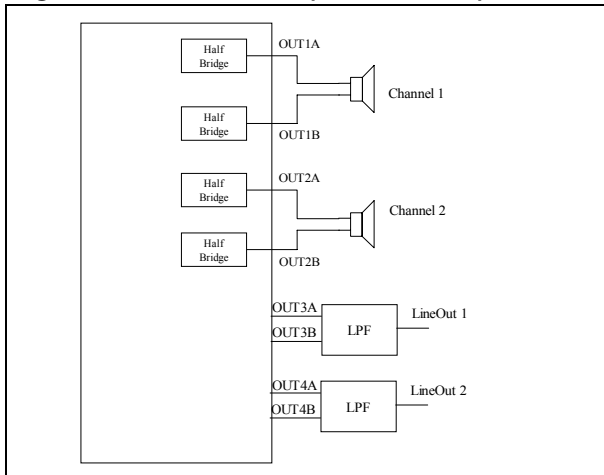 Half
Bridge
OUT1A
Channel 1
Half
Bridge
OUT1B
Half
Bridge
OUT2A
Channel 2
Half
Bridge
OUT2B
OUT3A
OUT3B
LPF
LineOut 1
OUT4A
OUT4B
LPF
LineOut 2